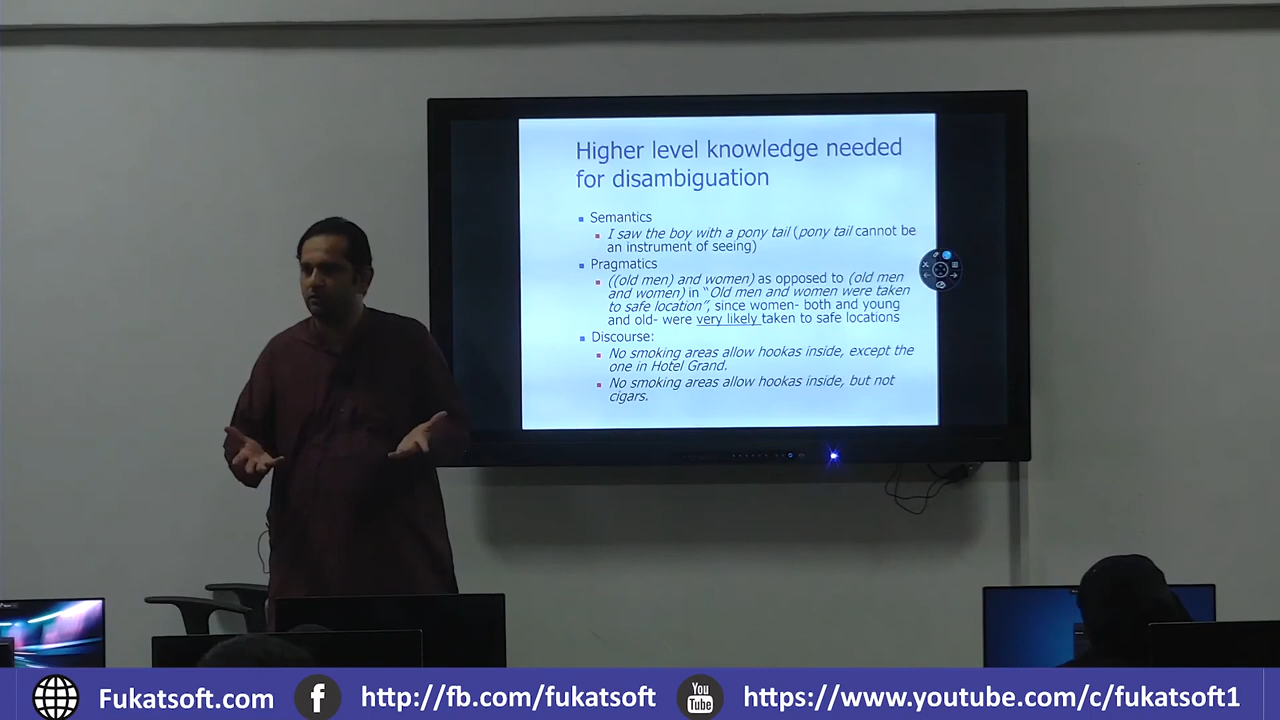 Higher level knowledge needed
for disambiguation
Semantics
I saw the boy with a pony tail (pony tail cannot be
an instrument of seeing)
Pragmatics
((old men) and women) as opposed to (old men
and women) in "Old men and women were taken
to safe location", since women- both and young
and old- were very likely taken to safe locations
Discourse:
No smoking areas allow hookas inside, except the
one in Hotel Grand.
No smoking areas allow hookas inside, but not
cigars.
Fukatsoft.com
f
http://fb.com/fukatsoft
You
Tube
https://www.youtube.com/c/fukatsoft1